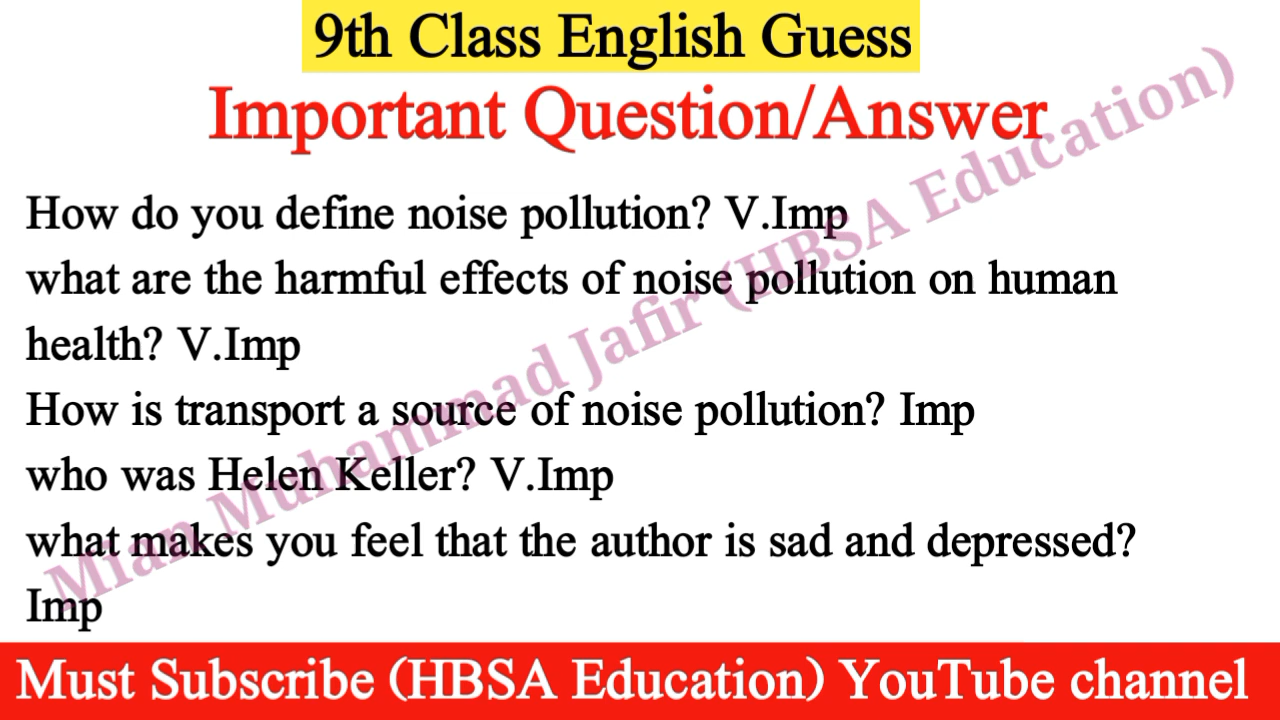 9th Class English Guess
Important Question/Answer
How do you define noise pollution? V.Imp
what are the harmful effects of noise pollution on human
health? V.Imp
How is transport a source of noise pollution? Imp
who was Helen Keller? V.Imp
what makes you feel that the author is sad and depressed?
Imp
Mian Muhammad Jafir (HBSA Education)
Must Subscribe (HBSA Education) YouTube channel